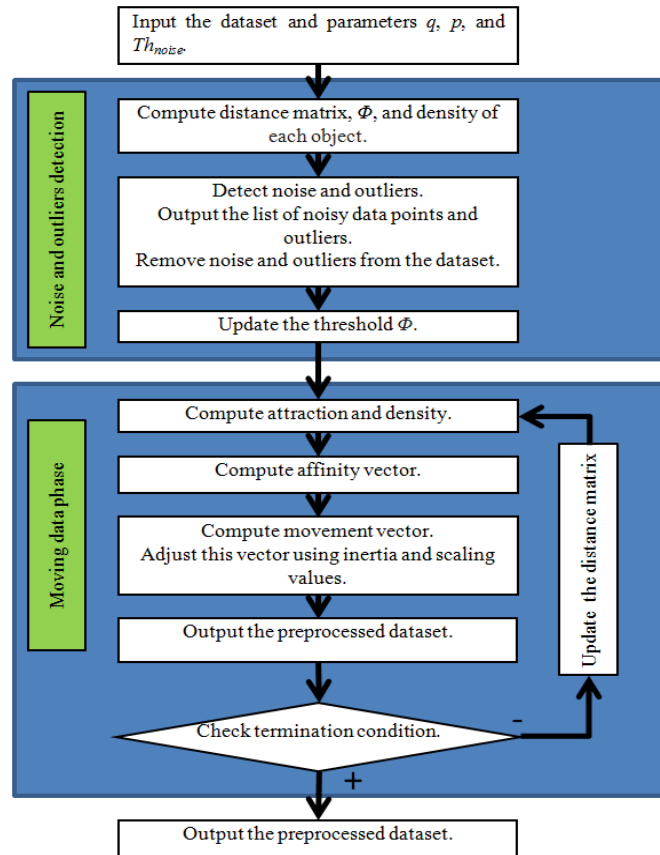 Input the dataset and parameters q, p, and
Th_noize.
Noise and outliers detection
Compute distance matrix, Φ, and density of
each object.
Detect noise and outliers.
Output the list of noisy data points and
outliers.
Remove noise and outliers from the dataset.
Update the threshold Φ.
Moving data phase
Compute attraction and density.
Compute affinity vector.
Compute movement vector.
Adjust this vector using inertia and scaling
values.
Output the preprocessed dataset.
Update the distance matrix
Check termination condition.
-
+
Output the preprocessed dataset.